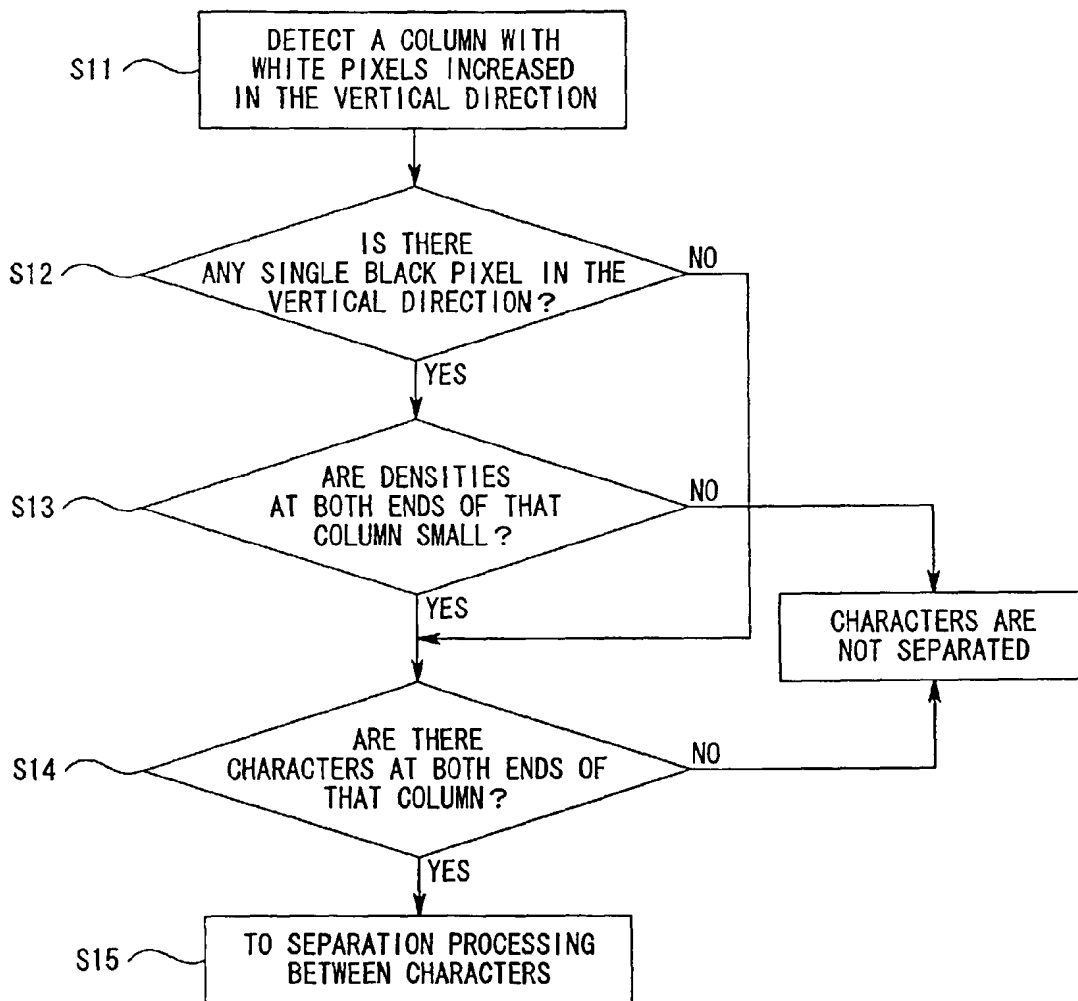 S11
DETECT A COLUMN WITH
WHITE PIXELS INCREASED
IN THE VERTICAL DIRECTION
S12
IS THERE
ANY SINGLE BLACK PIXEL IN THE
VERTICAL DIRECTION?
NO
YES
S13
ARE DENSITIES
AT BOTH ENDS OF THAT
COLUMN SMALL?
NO
YES
CHARACTERS ARE
NOT SEPARATED
S14
ARE THERE
CHARACTERS AT BOTH ENDS OF
THAT COLUMN?
NO
YES
S15
TO SEPARATION PROCESSING
BETWEEN CHARACTERS